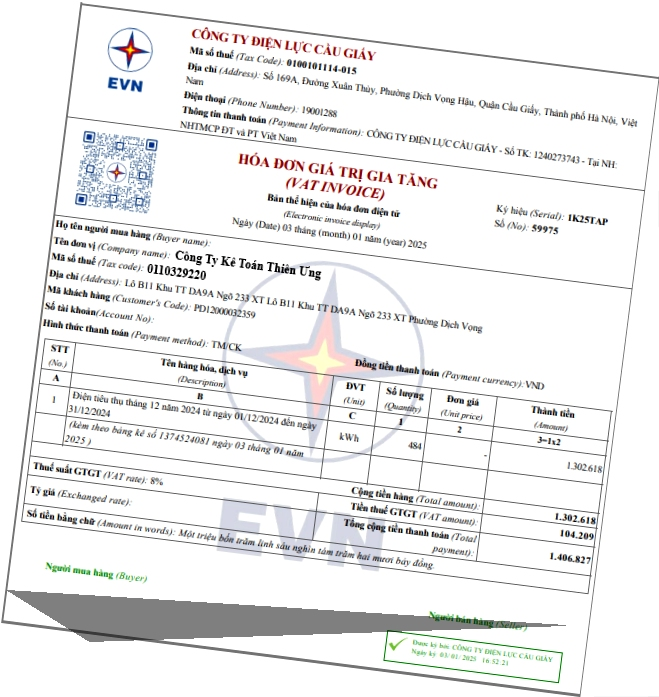 CÔNG TY ĐIỆN LỰC CẦU GIẤY
Mã số thuế (Tax Code): 0100101114-015
Địa chỉ (Address): Số 169A, Đường Xuân Thủy, Phường Dịch Vọng Hậu, Quận Cầu Giấy, Thành phố Hà Nội, Việt
Nam
Điện thoại (Phone Number): 19001288
Thông tin thanh toán (Payment Information): CÔNG TY ĐIỆN LỰC CẦU GIẤY - Số TK: 1240273743 - Tại NH:
NHTMCP ĐT và PT Việt Nam
EVN
HÓA ĐƠN GIÁ TRỊ GIA TĂNG
(VAT INVOICE)
Bản thể hiện của hóa đơn điện tử
(Electronic invoice display)
Ngày (Date) 03 tháng (month) 01 năm (year) 2025
Ký hiệu (Serial): 1K25TAP
Số (No): 59975
Họ tên người mua hàng (Buyer name):
Tên đơn vị (Company name): Công Ty Kế Toán Thiên Ưng
Mã số thuế (Tax code): 0110329220
Địa chỉ (Address): Lô B11 Khu TT DA9A Ngõ 233 XT Lô B11 Khu TT DA9A Ngõ 233 XT Phường Dịch Vọng
Mã khách hàng (Customer's Code): PD12000032359
Số tài khoản(Account No):
Hình thức thanh toán (Payment method): TM/CK
Đồng tiền thanh toán (Payment currency):VND
STT Tên hàng hóa, dịch vụ ĐVT Số lượng Đơn giá Thành tiền
(No.) (Description) (Unit) (Quantity) (Unit price) (Amount)
A B C 1 2 3=1x2
1 Điện tiêu thụ tháng 12 năm 2024 từ ngày 01/12/2024 đến ngày
31/12/2024
(kèm theo bảng kê số 1374524081 ngày 03 tháng 01 năm
2025 )
kWh 484 - 1.302.618
Cộng tiền hàng (Total amount): 1.302.618
Thuế suất GTGT (VAT rate): 8% Tiền thuế GTGT (VAT amount): 104.209
Tỷ giá (Exchanged rate): Tổng cộng tiền thanh toán (Total
payment): 1.406.827
Số tiền bằng chữ (Amount in words): Một triệu bốn trăm linh sáu nghìn tám trăm hai mươi bảy đồng.
EVN
Người mua hàng (Buyer)
Người bán hàng (Seller)
Được ký bởi: CÔNG TY ĐIỆN LỰC CẦU GIẤY
Ngày ký: 03/01/2025 16:52:21